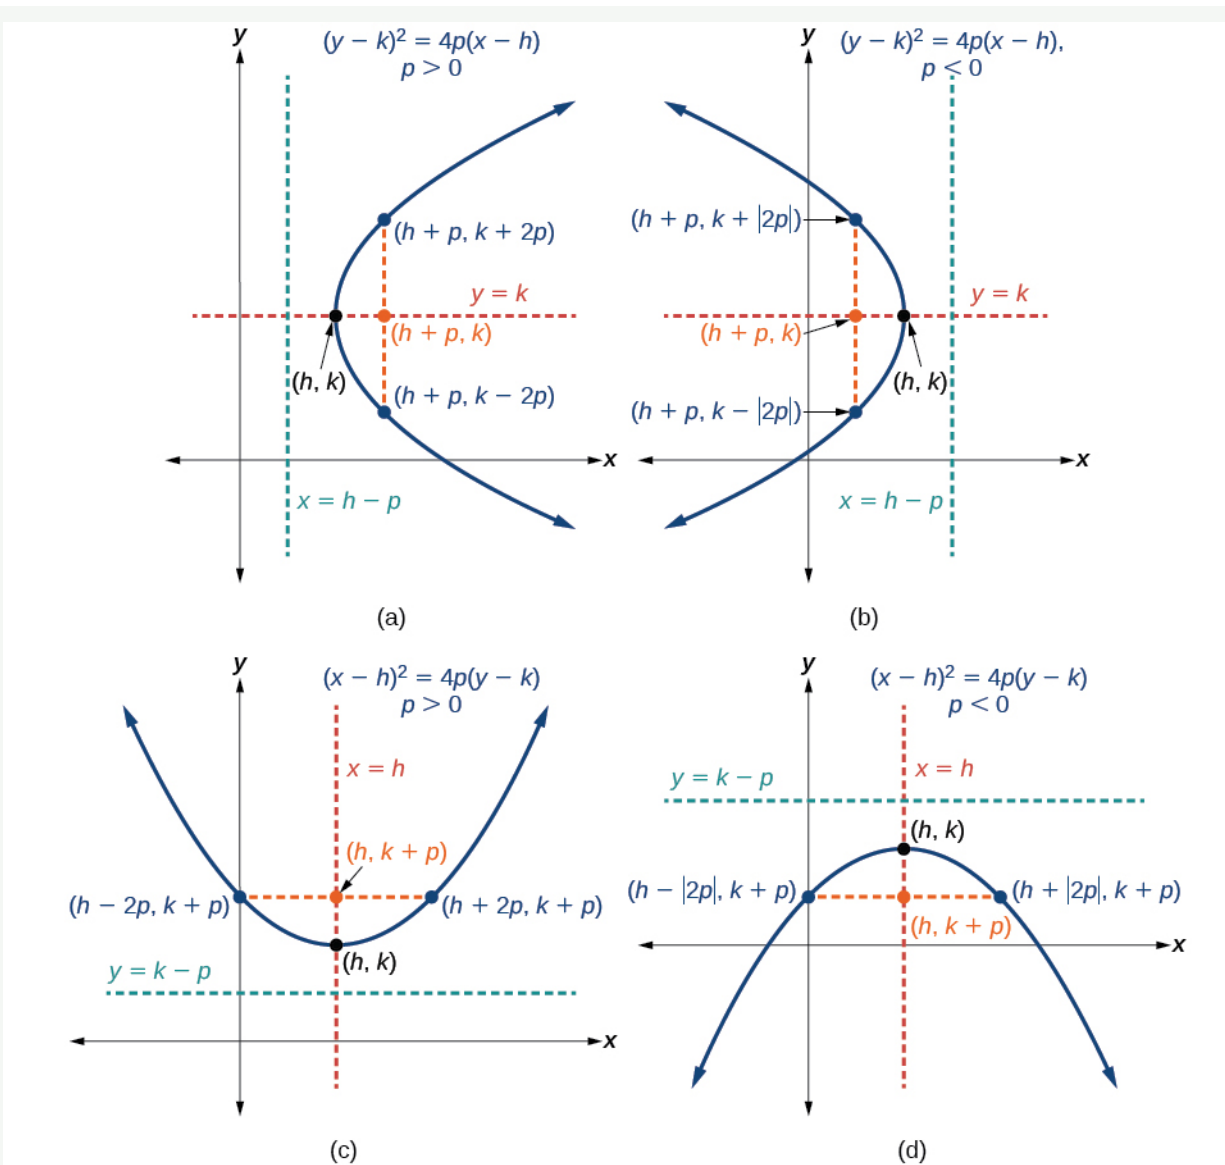 y
(y − k)² = 4p(x − h)
p > 0
(h + p, k + 2p)
y = k
(h + p, k)
(h, k)
(h + p, k − 2p)
x
x = h − p
(a)
y
(y − k)² = 4p(x − h),
p < 0
(h + p, k + |2p|)
y = k
(h + p, k)
(h, k)
(h + p, k − |2p|)
x
x = h − p
(b)
y
(x − h)² = 4p(y − k)
p > 0
x = h
(h, k + p)
(h − 2p, k + p)
(h + 2p, k + p)
(h, k)
y = k − p
x
(c)
y
(x − h)² = 4p(y − k)
p < 0
x = h
y = k − p
(h, k)
(h − |2p|, k + p)
(h + |2p|, k + p)
(h, k + p)
x
(d)